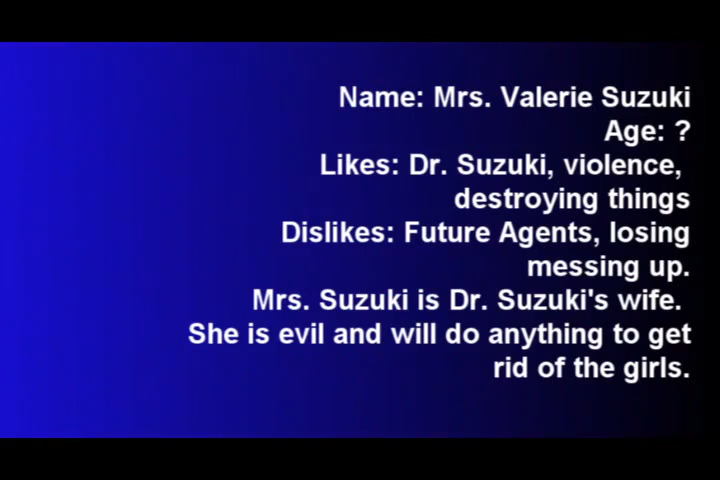 Name: Mrs. Valerie Suzuki
Age: ?
Likes: Dr. Suzuki, violence,
destroying things
Dislikes: Future Agents, losing
messing up.
Mrs. Suzuki is Dr. Suzuki's wife.
She is evil and will do anything to get
rid of the girls.